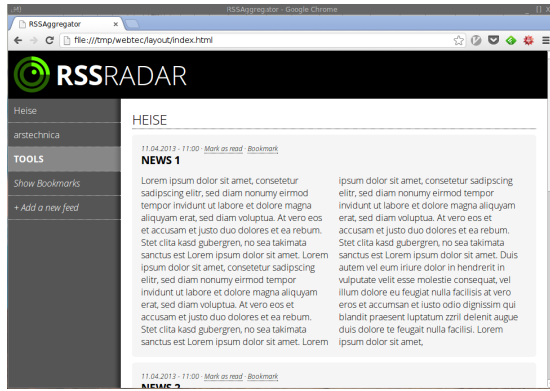 RSSAggregator - Google Chrome
RSSAggregator
file:///tmp/webtec/layout/index.html
RSSRADAR
Heise
arstechnica
TOOLS
Show Bookmarks
+ Add a new feed
HEISE
11.04.2013 - 11:00 · Mark as read · Bookmark
NEWS 1
Lorem ipsum dolor sit amet, consetetur
sadipscing elitr, sed diam nonumy eirmod
tempor invidunt ut labore et dolore magna
aliquyam erat, sed diam voluptua. At vero eos
et accusam et justo duo dolores et ea rebum.
Stet clita kasd gubergren, no sea takimata
sanctus est Lorem ipsum dolor sit amet. Lorem
ipsum dolor sit amet, consetetur sadipscing
elitr, sed diam nonumy eirmod tempor
invidunt ut labore et dolore magna aliquyam
erat, sed diam voluptua. At vero eos et
accusam et justo duo dolores et ea rebum.
Stet clita kasd gubergren, no sea takimata
sanctus est Lorem ipsum dolor sit amet. Lorem
ipsum dolor sit amet, consetetur sadipscing
elitr, sed diam nonumy eirmod tempor
invidunt ut labore et dolore magna aliquyam
erat, sed diam voluptua. At vero eos et
accusam et justo duo dolores et ea rebum.
Stet clita kasd gubergren, no sea takimata
sanctus est Lorem ipsum dolor sit amet. Duis
autem vel eum iriure dolor in hendrerit in
vulputate velit esse molestie consequat, vel
illum dolore eu feugiat nulla facilisis at vero
eros et accumsan et iusto odio dignissim qui
blandit praesent luptatum zzril delenit augue
duis dolore te feugait nulla facilisi. Lorem
ipsum dolor sit amet,
11.04.2013 - 11:00 · Mark as read · Bookmark
NEWS 2